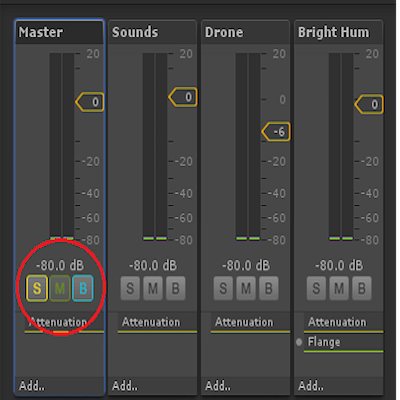 Master Sounds Drone Bright Hum
20 20 20 20
0 0 0 0 0
-6
-20 -20 -20 -20
-40 -40 -40 -40
-60 -60 -60 -60
-80 -80 -80 -80
-80.0 dB -80.0 dB -80.0 dB -80.0 dB
S M B S M B S M B S M B
Attenuation Attenuation Attenuation Attenuation
Flange
Add.. Add.. Add.. Add..